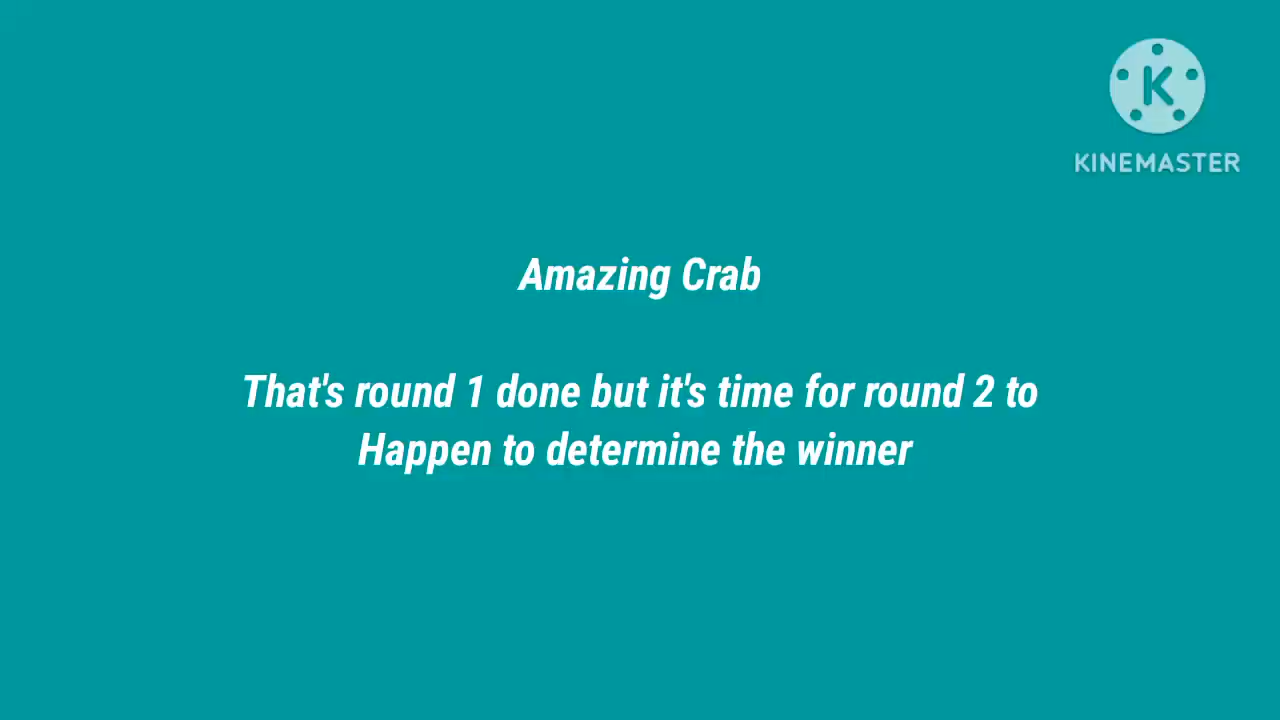 K
KINEMASTER
Amazing Crab
That's round 1 done but it's time for round 2 to
Happen to determine the winner